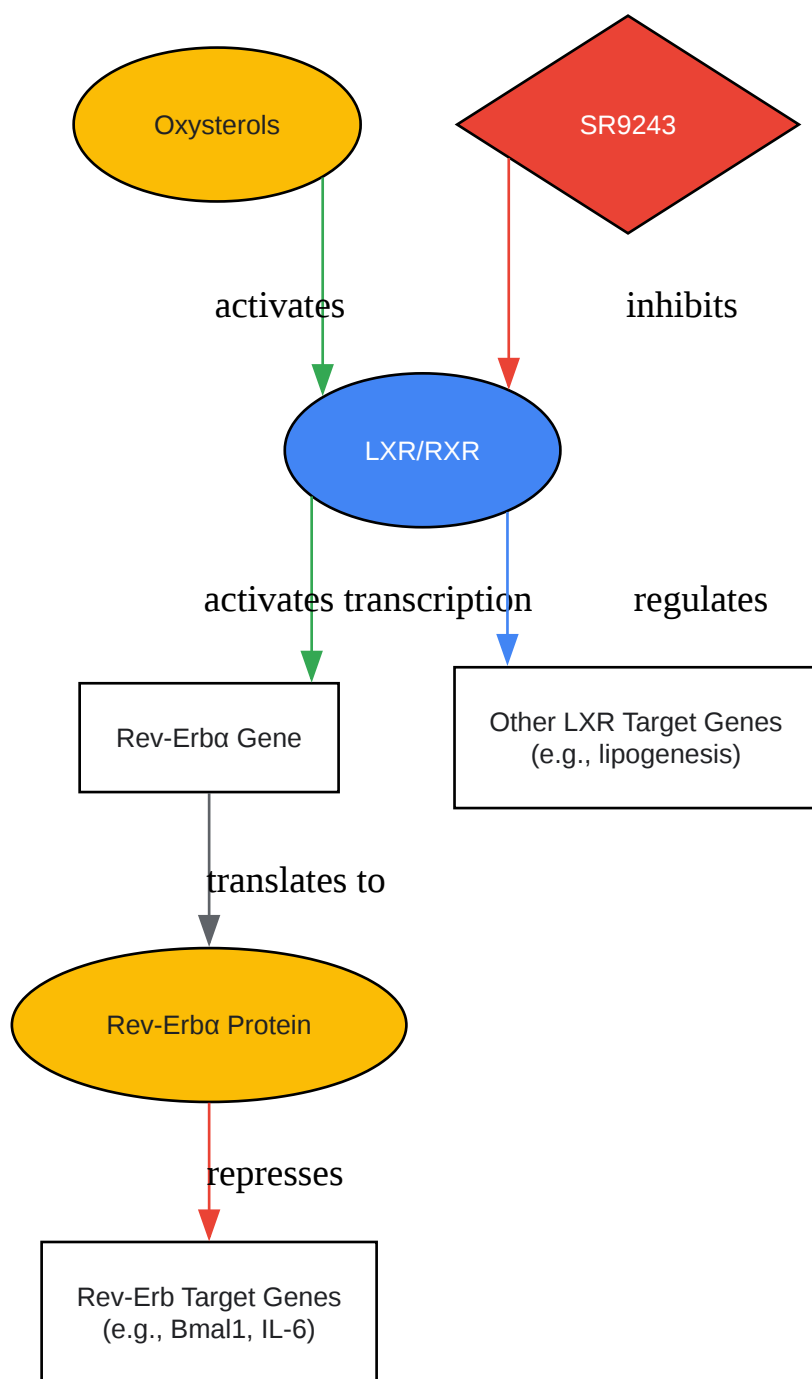 Oxysterols
SR9243
activates
inhibits
LXR/RXR
activates transcription
regulates
Rev-Erbα Gene
Other LXR Target Genes
(e.g., lipogenesis)
translates to
Rev-Erbα Protein
represses
Rev-Erb Target Genes
(e.g., Bmal1, IL-6)